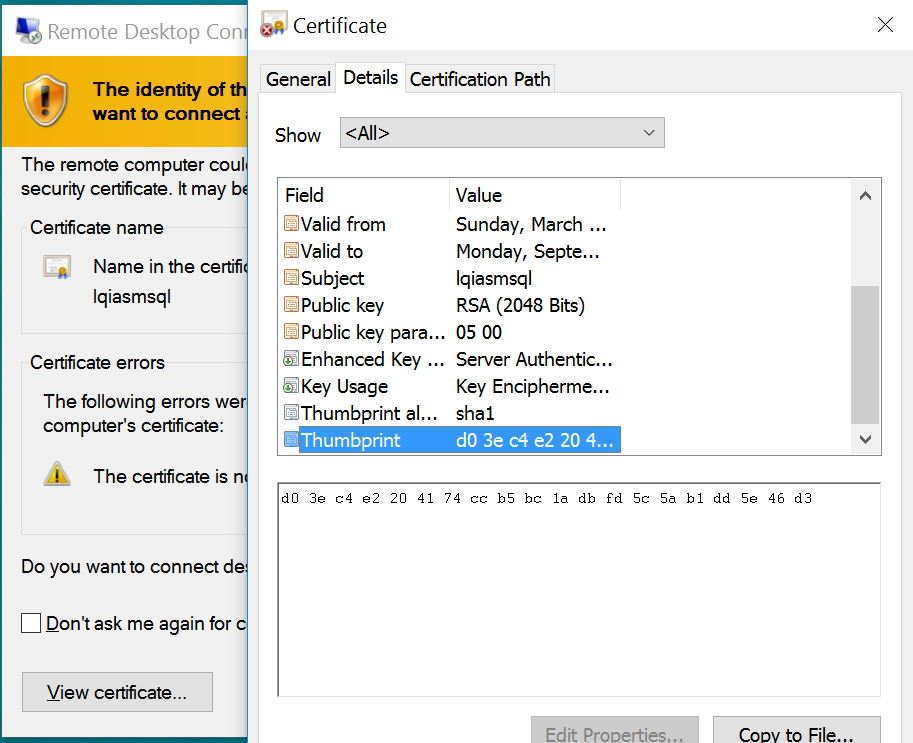 Remote Desktop Conn
The identity of th
want to connect
The remote computer coul
security certificate. It may be
Certificate name
Name in the certific
lqiasmsql
Certificate errors
The following errors were
computer's certificate:
The certificate is no
Do you want to connect des
Don't ask me again for c
View certificate...
Certificate
General Details Certification Path
Show <All>
Field Value
Valid from Sunday, March ...
Valid to Monday, Septe...
Subject lqiasmsql
Public key RSA (2048 Bits)
Public key para... 05 00
Enhanced Key ... Server Authentic...
Key Usage Key Encipherme...
Thumbprint al... sha1
Thumbprint d0 3e c4 e2 20 4...
d0 3e c4 e2 20 41 74 cc b5 bc 1a db fd 5c 5a b1 dd 5e 46 d3
Edit Properties... Copy to File...